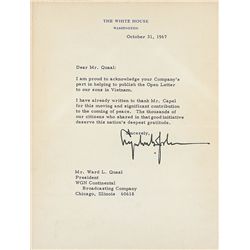 THE WHITE HOUSE
WASHINGTON
October 31, 1967
Dear Mr. Quaal:
I am proud to acknowledge your Company's
part in helping to publish the Open Letter
to our sons in Vietnam.
I have already written to thank Mr. Capel
for this moving and significant contribution
to the coming of peace. The thousands of
our citizens who shared in that good initiative
deserve this nation's deepest gratitude.
Sincerely,
Mr. Ward L. Quaal
President
WGN Continental
Broadcasting Company
Chicago, Illinois 60618